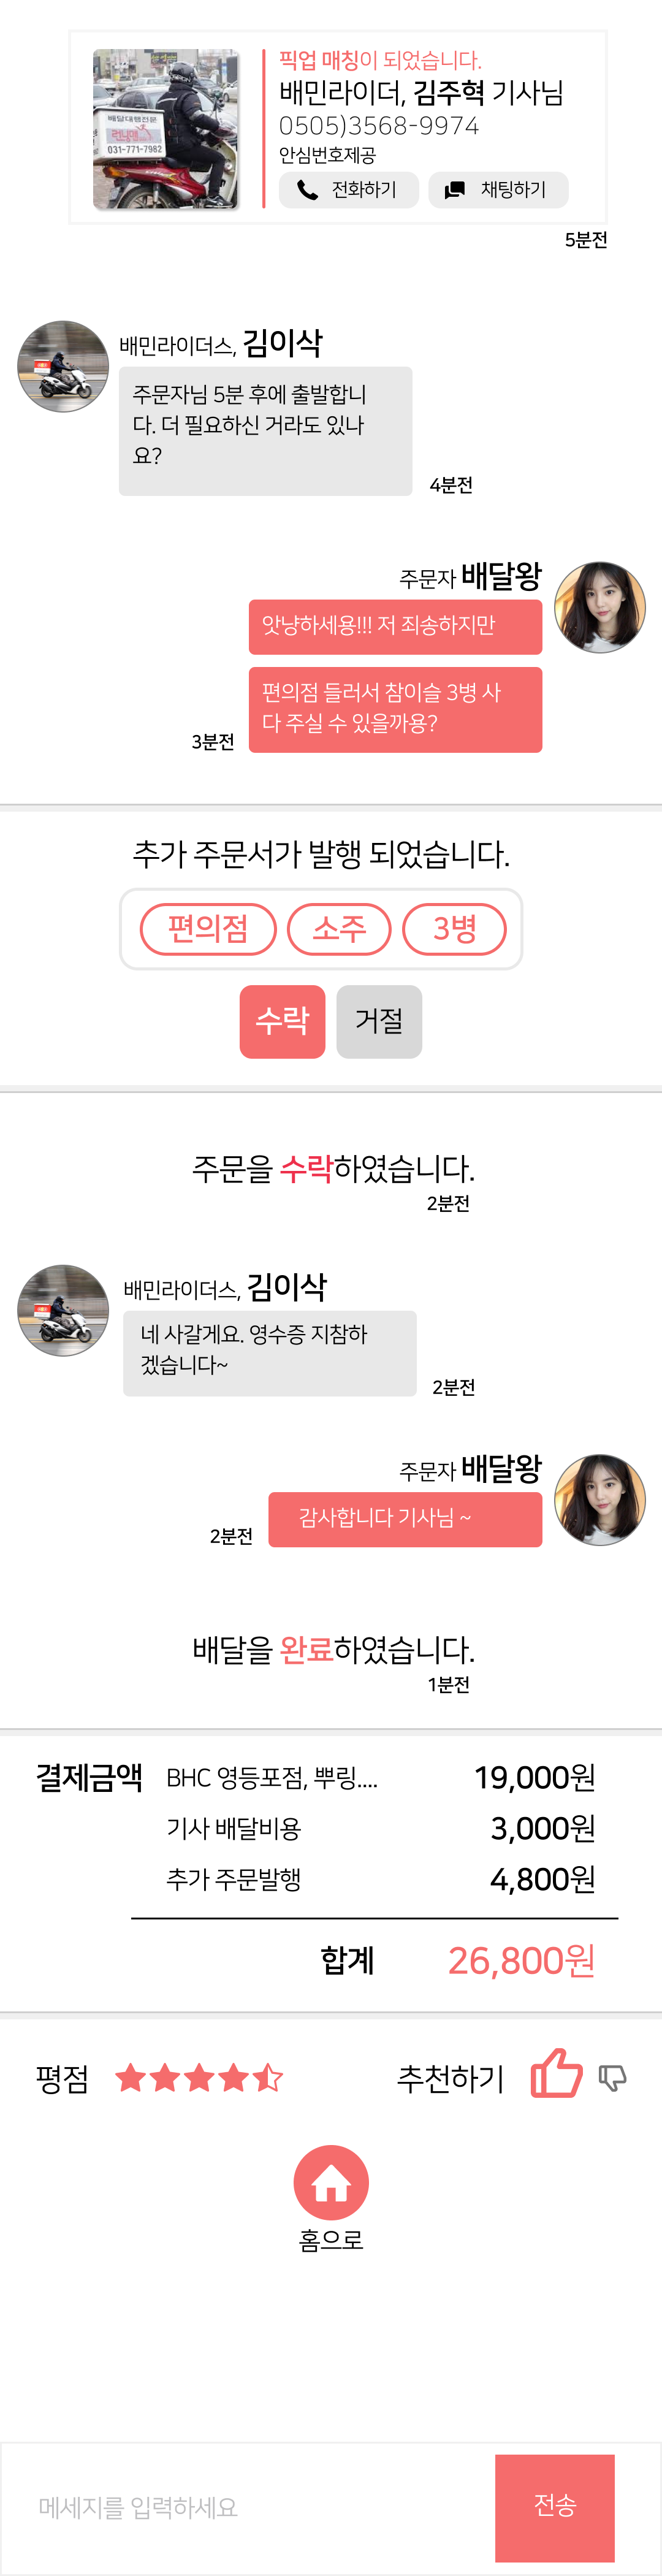 픽업 매칭이 되었습니다.
배민라이더, 김주혁 기사님
0505)3568-9974
안심번호제공
전화하기
채팅하기
배달대행은
런닝맨
031-771-7982
5분전
배민라이더스, 김이삭
주문자님 5분 후에 출발합니
다. 더 필요하신 거라도 있나
요?
4분전
주문자 배달왕
앗냥하세용!!! 저 죄송하지만
편의점 들러서 참이슬 3병 사
다 주실 수 있을까용?
3분전
추가 주문서가 발행 되었습니다.
편의점
소주
3병
수락
거절
주문을 수락하였습니다.
2분전
배민라이더스, 김이삭
네 사갈게요. 영수증 지참하
겠습니다~
2분전
주문자 배달왕
감사합니다 기사님 ~
2분전
배달을 완료하였습니다.
1분전
결제금액 BHC 영등포점, 뿌링.... 19,000원
기사 배달비용 3,000원
추가 주문발행 4,800원
합계 26,800원
평점
추천하기
홈으로
메세지를 입력하세요
전송